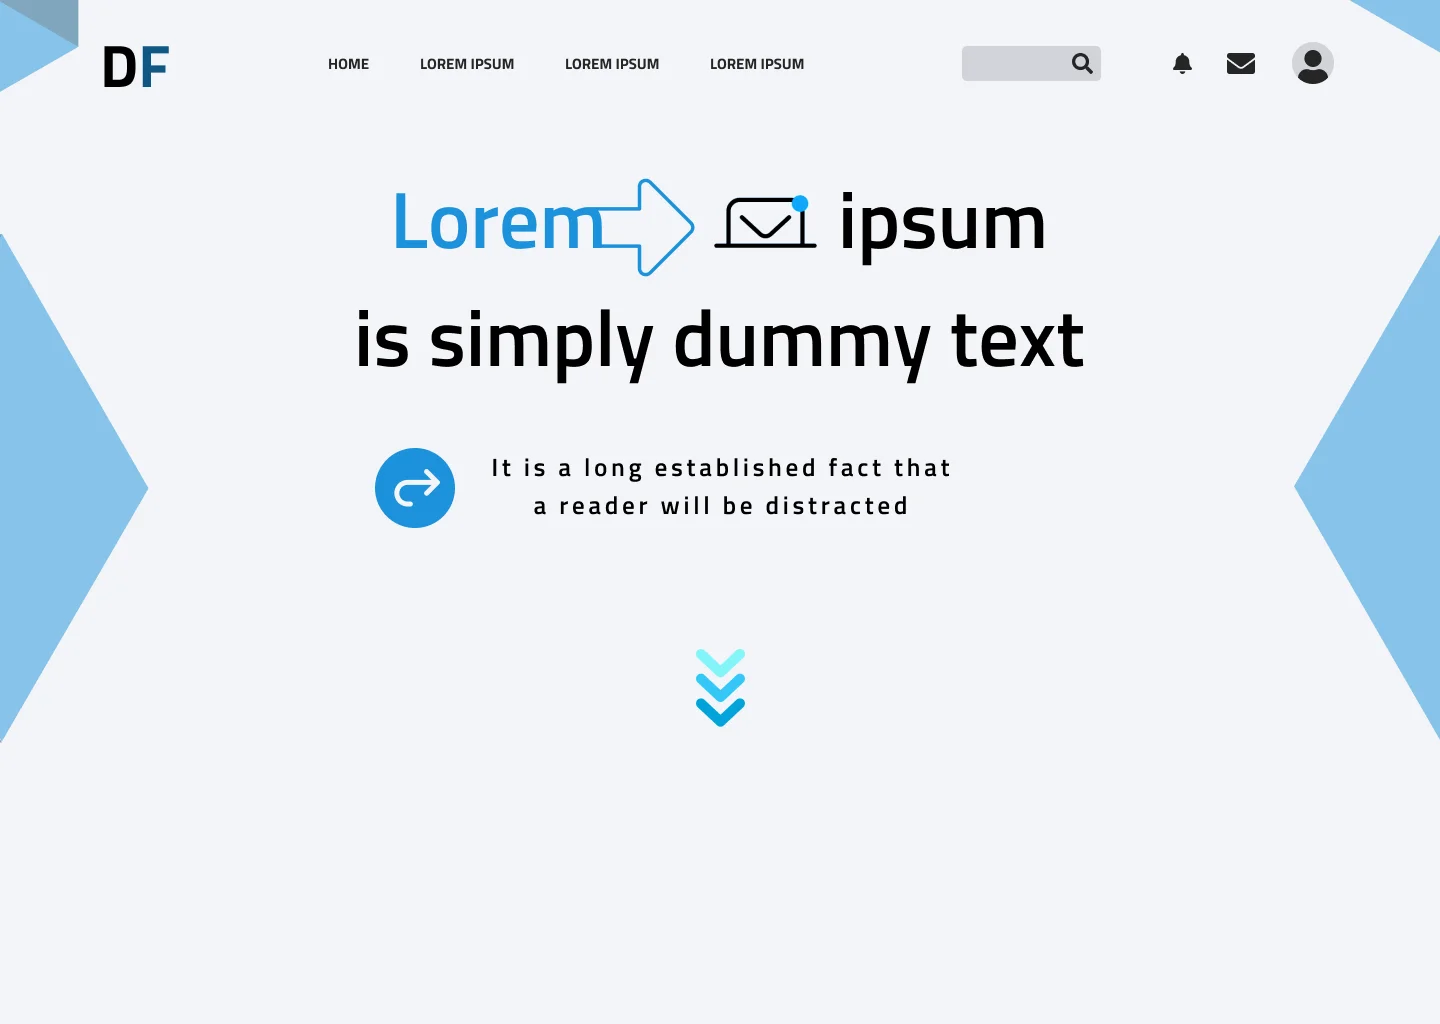 DF
HOME LOREM IPSUM LOREM IPSUM LOREM IPSUM
Lorem ipsum
is simply dummy text
It is a long established fact that
a reader will be distracted